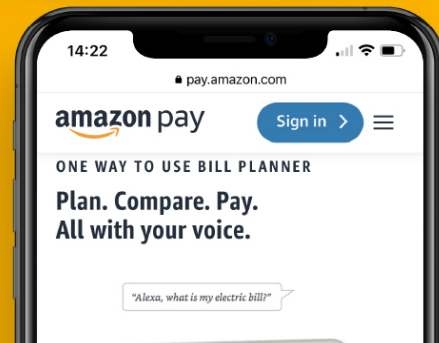 14:22
pay.amazon.com
amazon pay
Sign in
ONE WAY TO USE BILL PLANNER
Plan. Compare. Pay.
All with your voice.
"Alexa, what is my electric bill?"